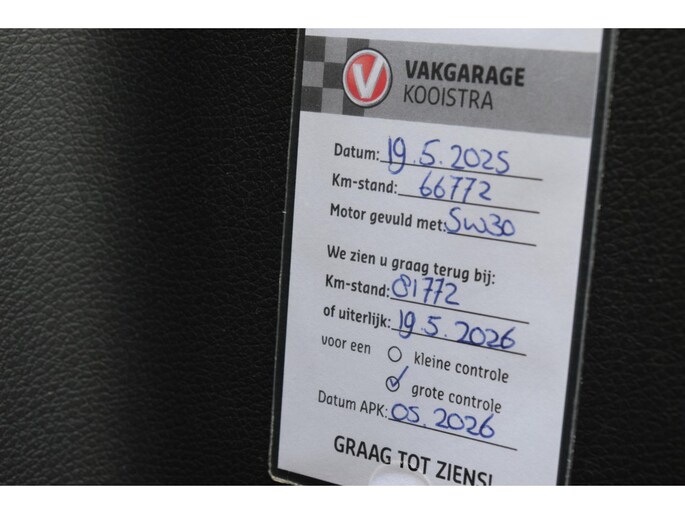 V VAKGARAGE
KOOISTRA
Datum: 19.5.2025
Km-stand: 66772
Motor gevuld met: 5W30
We zien u graag terug bij:
Km-stand: 81772
of uiterlijk: 19.5.2026
voor een kleine controle
grote controle
Datum APK: 05.2026
GRAAG TOT ZIENS!